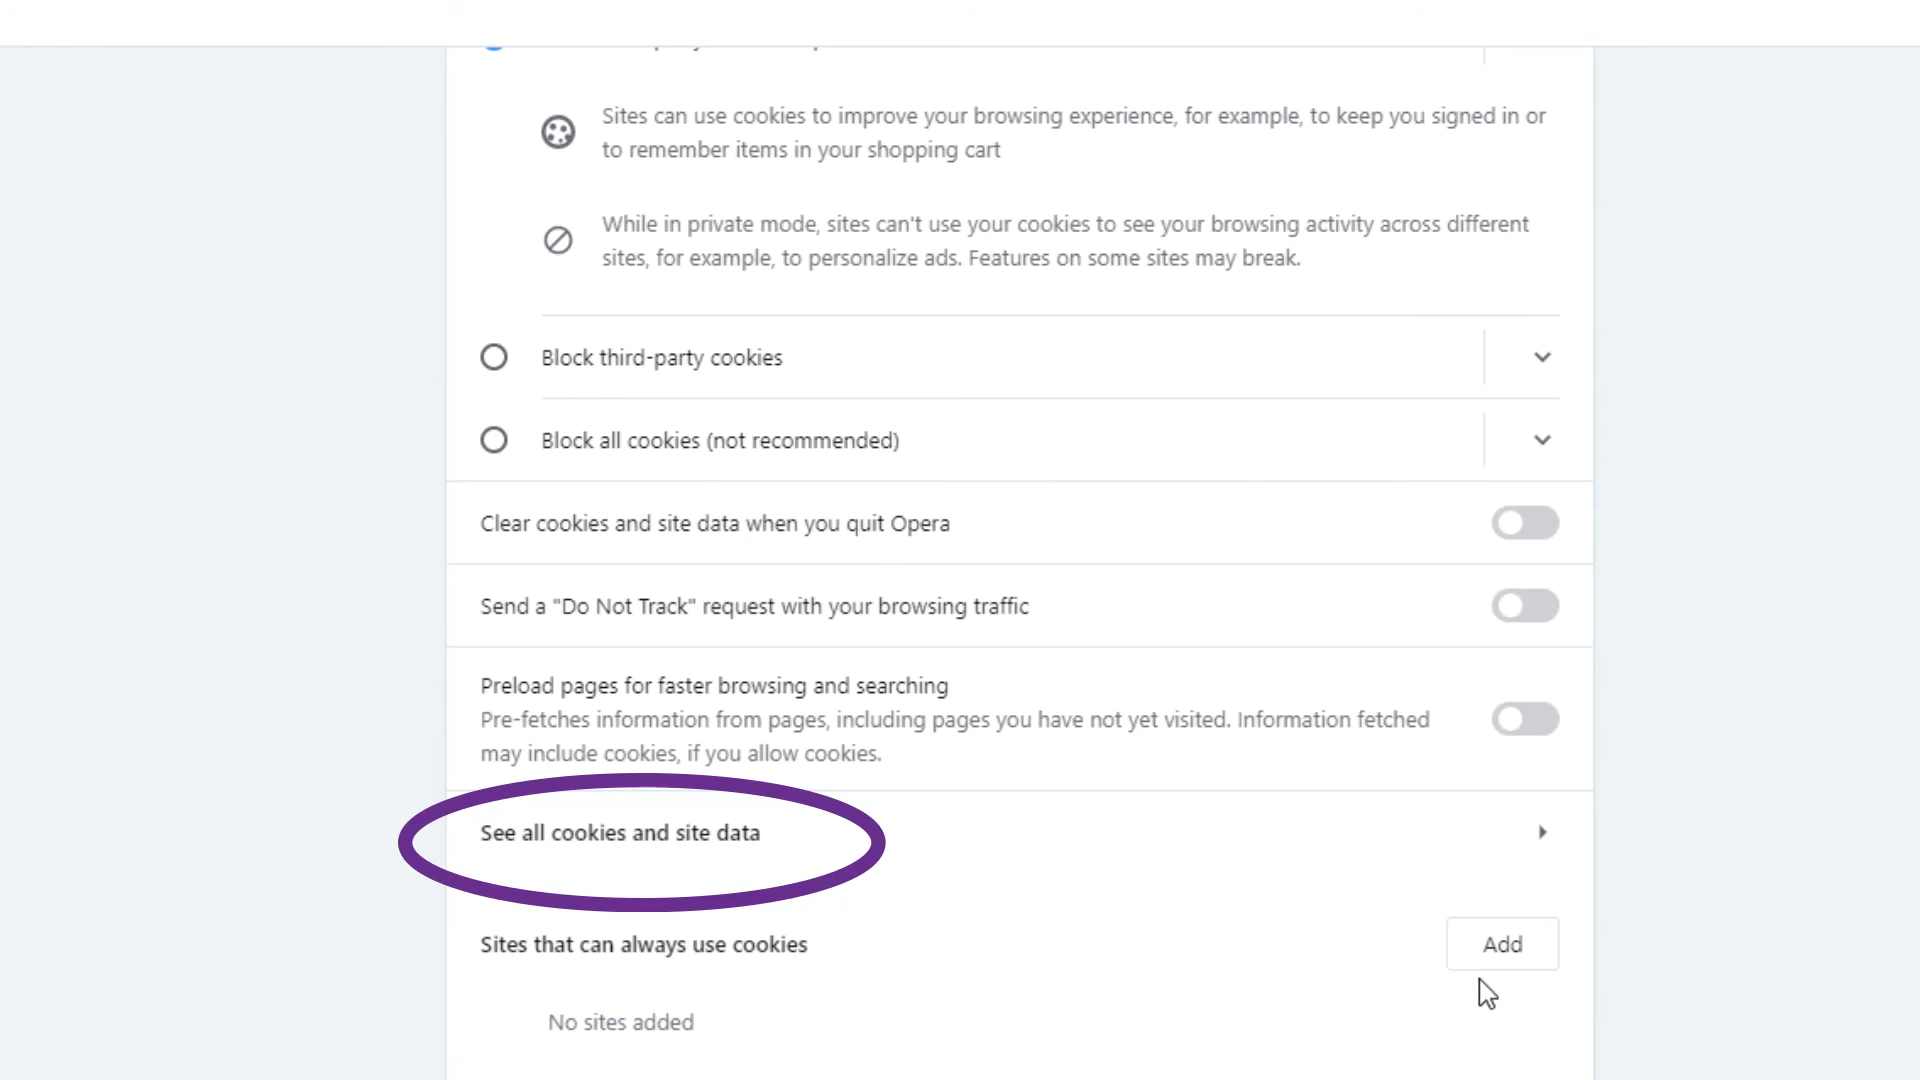 Sites can use cookies to improve your browsing experience, for example, to keep you signed in or
to remember items in your shopping cart
While in private mode, sites can't use your cookies to see your browsing activity across different
sites, for example, to personalize ads. Features on some sites may break.
Block third-party cookies
Block all cookies (not recommended)
Clear cookies and site data when you quit Opera
Send a "Do Not Track" request with your browsing traffic
Preload pages for faster browsing and searching
Pre-fetches information from pages, including pages you have not yet visited. Information fetched
may include cookies, if you allow cookies.
See all cookies and site data
Sites that can always use cookies
Add
No sites added